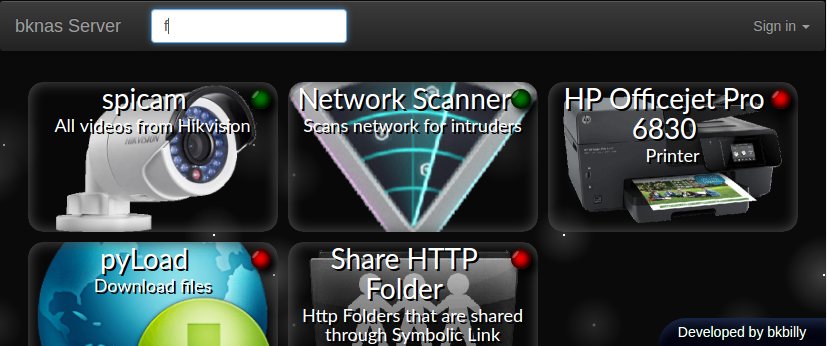 bknas Server
f
Sign in
spicam
All videos from Hikvision
HIKVISION
Network Scanner
Scans network for intruders
HP Officejet Pro
6830
Printer
pyLoad
Download files
Share HTTP
Folder
Http Folders that are shared
through Symbolic Link
Developed by bkbilly